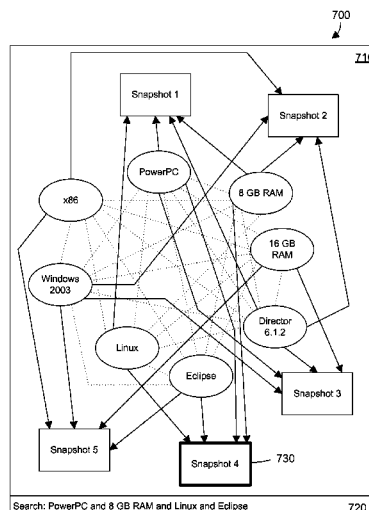 700
710
Snapshot 1
Snapshot 2
PowerPC
8 GB RAM
x86
16 GB
RAM
Windows
2003
Director
6.1.2
Linux
Eclipse
Snapshot 3
Snapshot 5
Snapshot 4
730
Search: PowerPC and 8 GB RAM and Linux and Eclipse
720